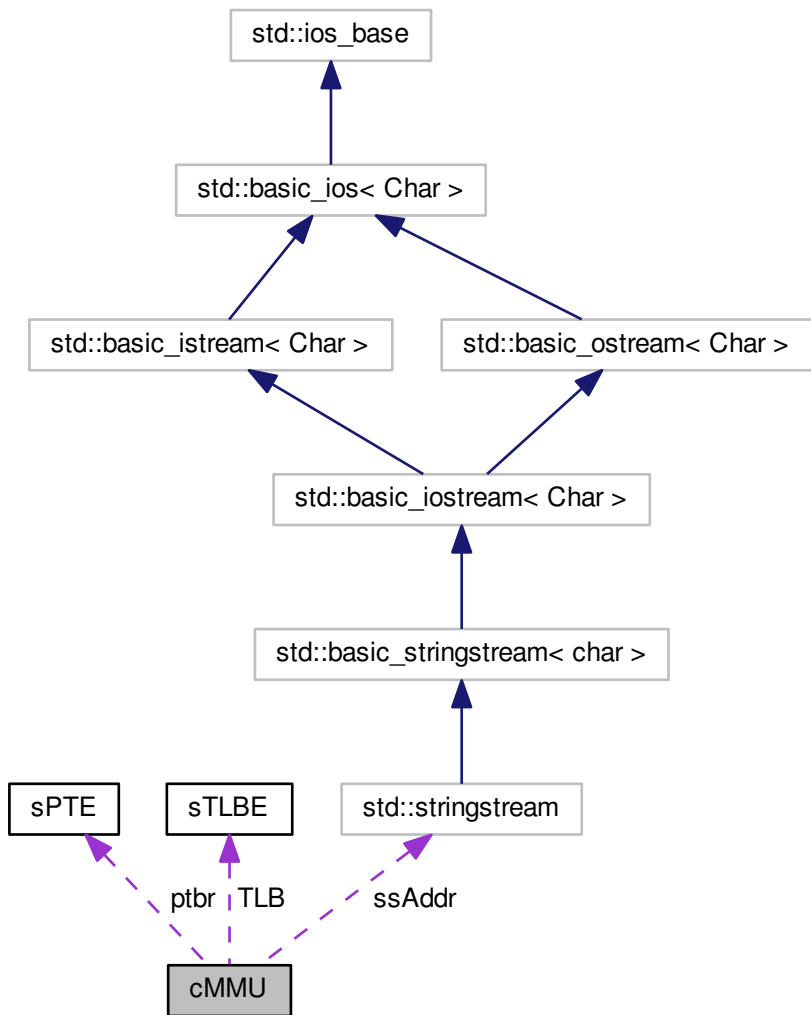 std::ios_base
std::basic_ios< Char >
std::basic_istream< Char >
std::basic_ostream< Char >
std::basic_iostream< Char >
std::basic_stringstream< char >
sPTE
sTLBE
std::stringstream
ptbr
TLB
ssAddr
cMMU